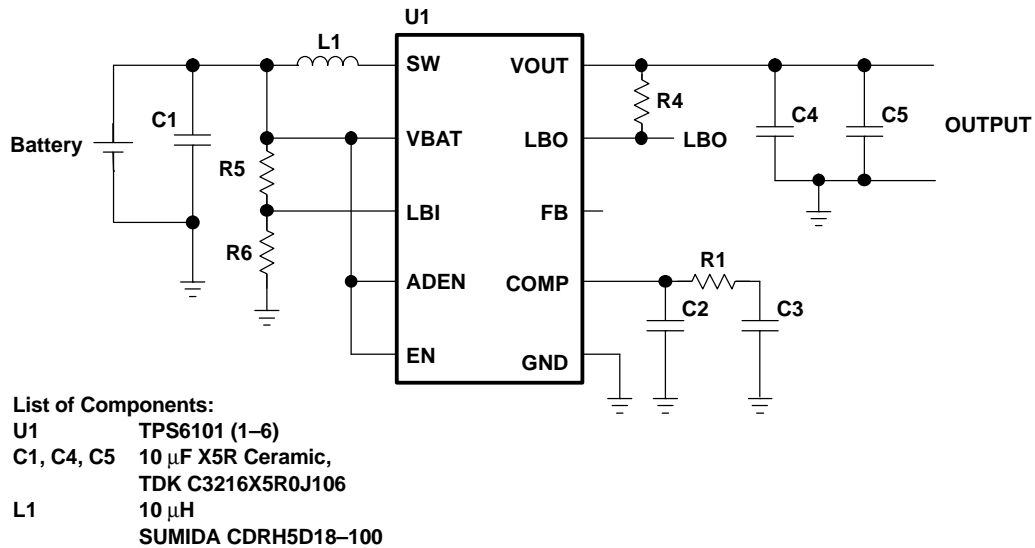 U1
L1
SW
VOUT
R4
C1
C4
C5
OUTPUT
Battery
VBAT
LBO
LBO
R5
LBI
FB
R6
R1
ADEN
COMP
C2
C3
EN
GND
List of Components:
U1 TPS6101 (1–6)
C1, C4, C5 10 μF X5R Ceramic,
TDK C3216X5R0J106
L1 10 μH
SUMIDA CDRH5D18–100